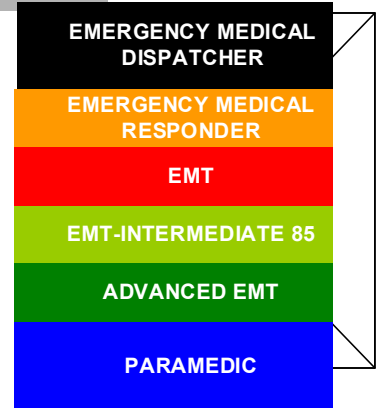 EMERGENCY MEDICAL
DISPATCHER
EMERGENCY MEDICAL
RESPONDER
EMT
EMT-INTERMEDIATE 85
ADVANCED EMT
PARAMEDIC